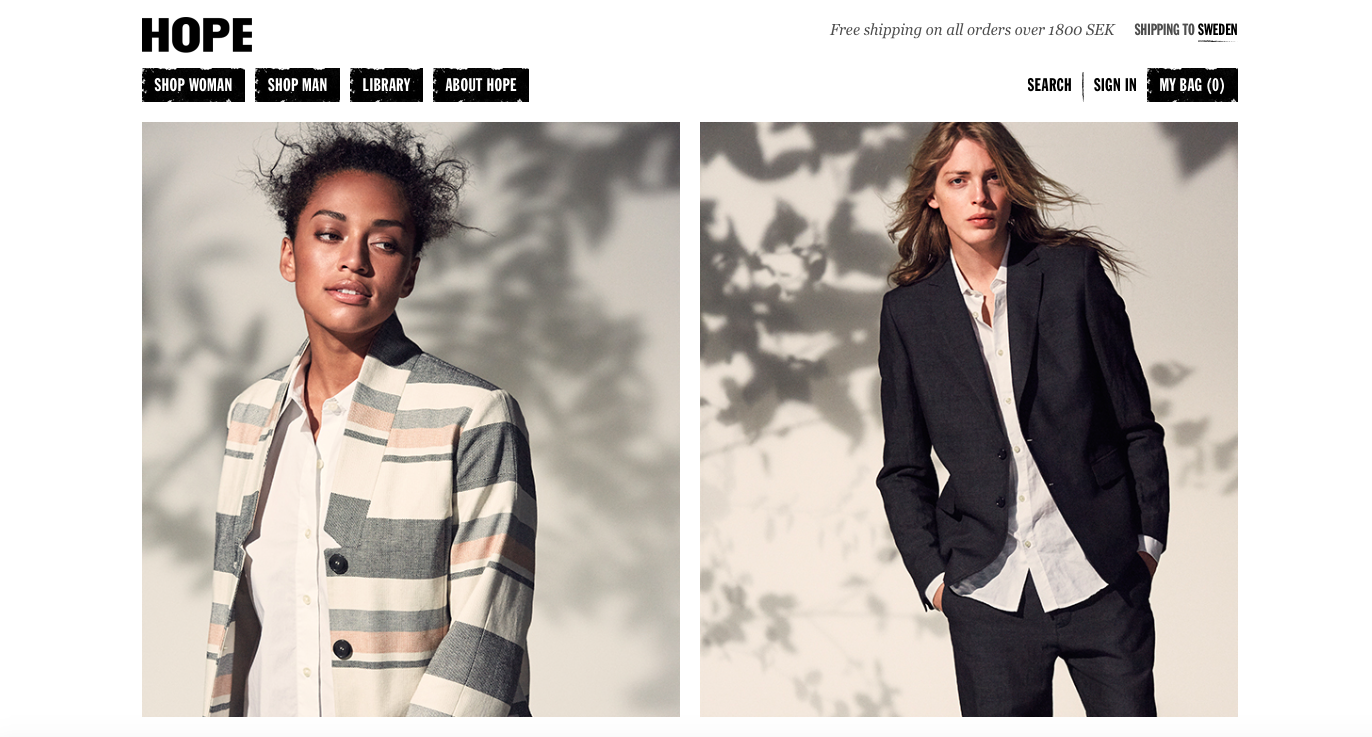 HOPE
Free shipping on all orders over 1800 SEK
SHIPPING TO SWEDEN
SHOP WOMAN
SHOP MAN
LIBRARY
ABOUT HOPE
SEARCH
SIGN IN
MY BAG (0)